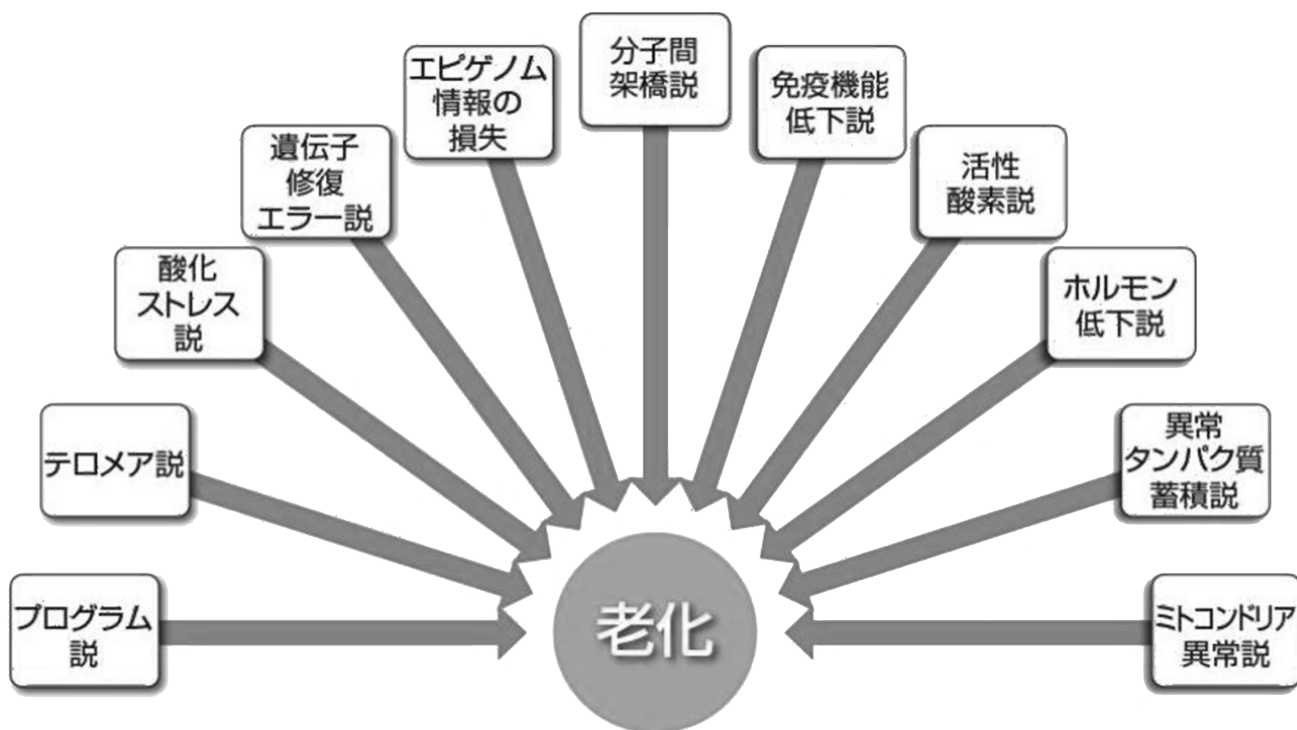 プログラム
説
テロメア説
酸化
ストレス
説
遺伝子
修復
エラー説
エピゲノム
情報の
損失
分子間
架橋説
免疫機能
低下説
活性
酸素説
ホルモン
低下説
異常
タンパク質
蓄積説
ミトコンドリア
異常説
老化